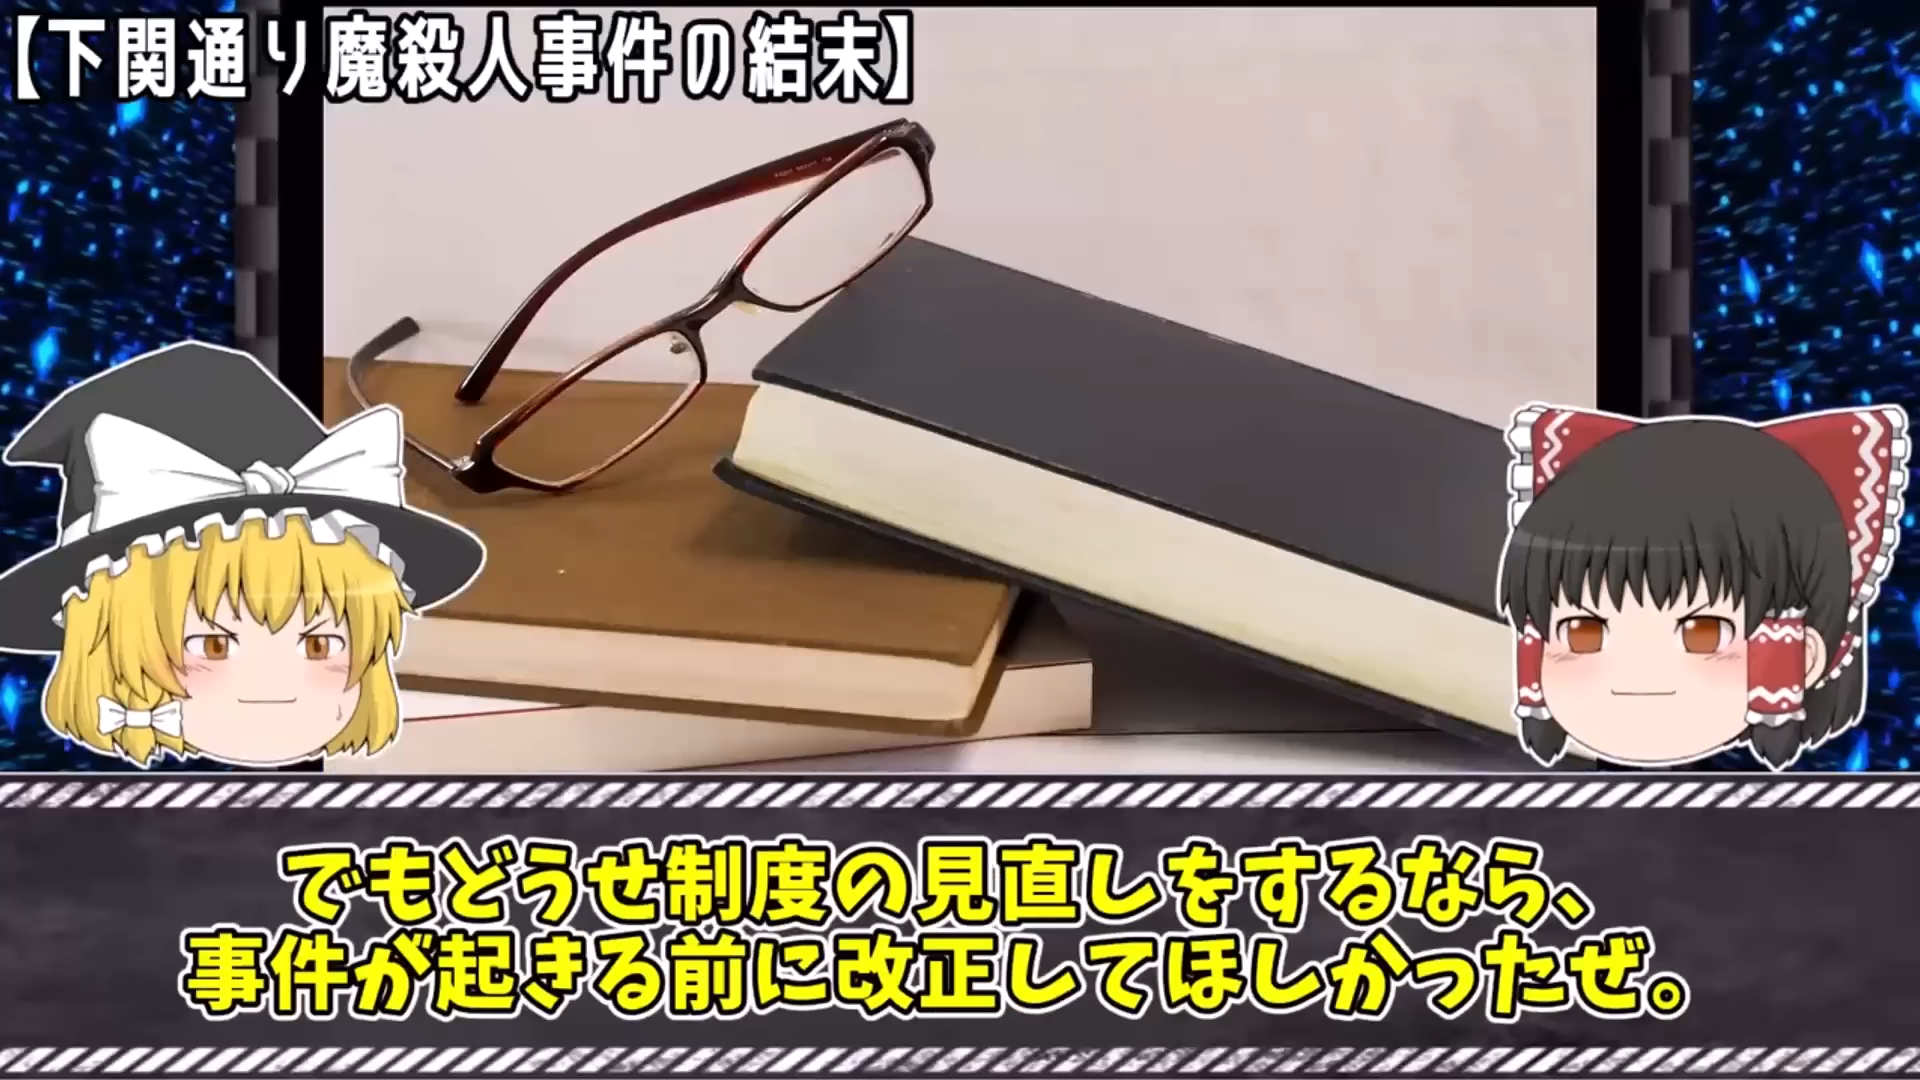 【下関通り魔殺人事件の結末】
でもどうせ制度の見直しをするなら、
事件が起きる前に改正してほしかったぜ。